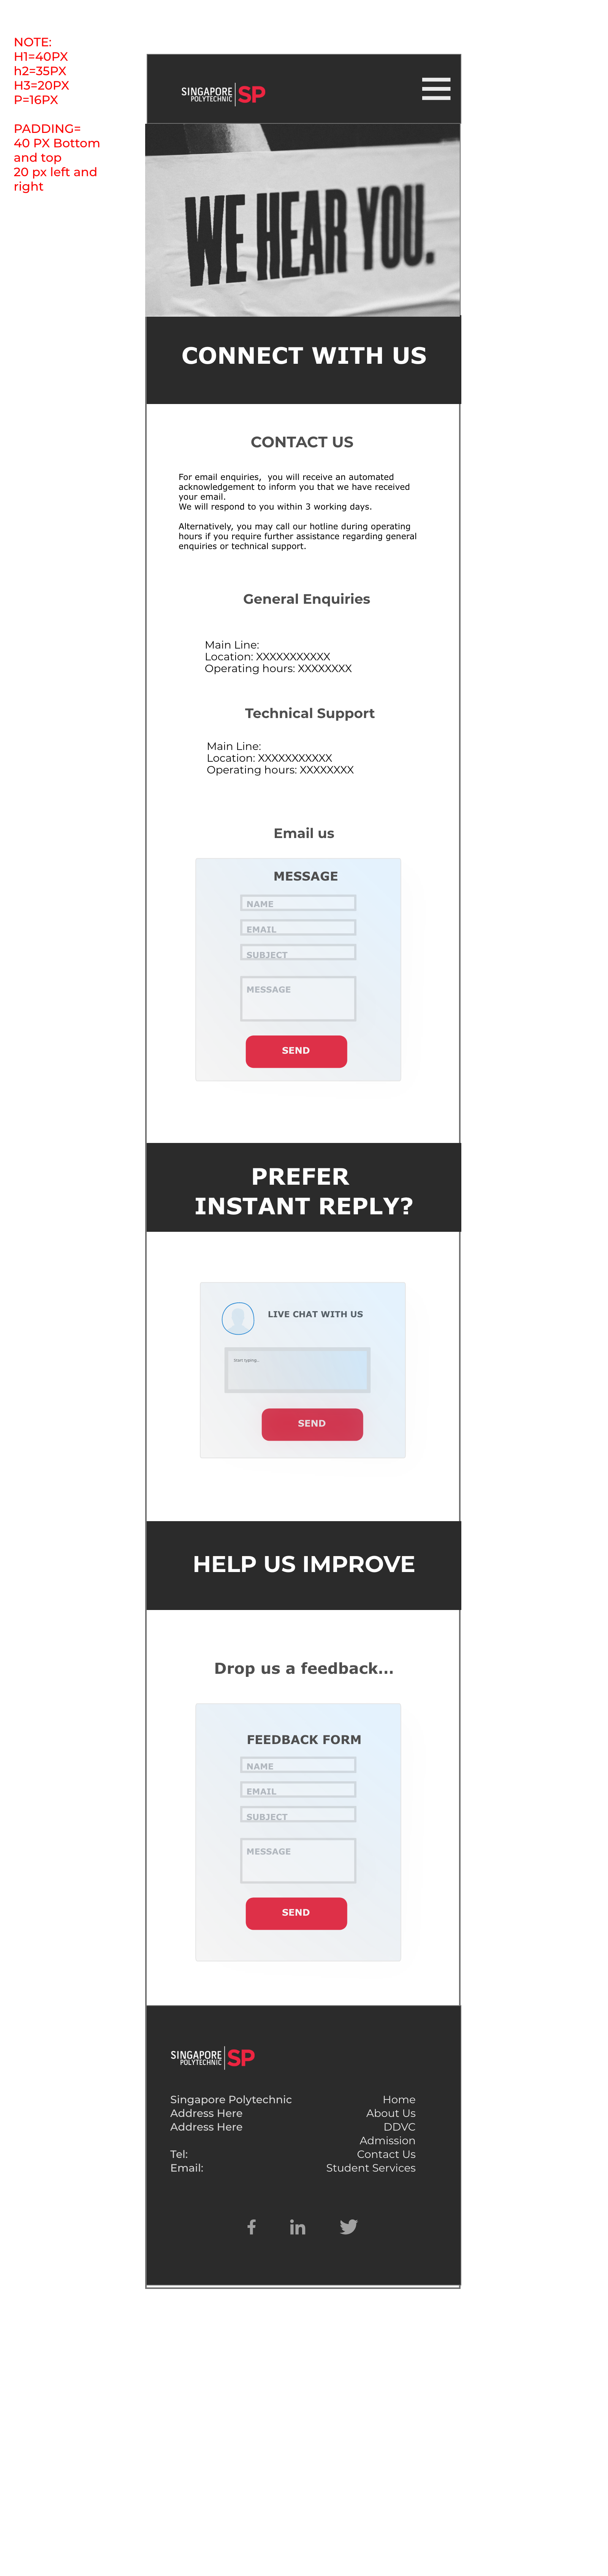 NOTE:
H1=40PX
h2=35PX
H3=20PX
P=16PX
PADDING=
40 PX Bottom
and top
20 px left and
right
SINGAPORE
POLYTECHNIC
SP
WE HEAR YOU.
CONNECT WITH US
CONTACT US
For email enquiries,  you will receive an automated
acknowledgement to inform you that we have received
your email.
We will respond to you within 3 working days.
Alternatively, you may call our hotline during operating
hours if you require further assistance regarding general
enquiries or technical support.
General Enquiries
Main Line:
Location: XXXXXXXXXXX
Operating hours: XXXXXXXX
Technical Support
Main Line:
Location: XXXXXXXXXXX
Operating hours: XXXXXXXX
Email us
MESSAGE
NAME
EMAIL
SUBJECT
MESSAGE
SEND
PREFER
INSTANT REPLY?
LIVE CHAT WITH US
Start typing...
SEND
HELP US IMPROVE
Drop us a feedback...
FEEDBACK FORM
NAME
EMAIL
SUBJECT
MESSAGE
SEND
SINGAPORE
POLYTECHNIC
SP
Singapore Polytechnic
Address Here
Address Here
Tel:
Email:
Home
About Us
DDVC
Admission
Contact Us
Student Services
f
in